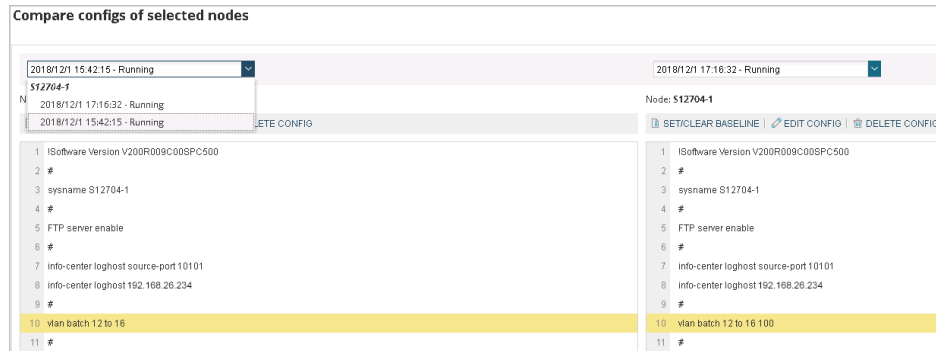 Compare configs of selected nodes
2018/12/1 15:42:15 - Running
S12704-1
2018/12/1 17:16:32 - Running
2018/12/1 15:42:15 - Running
N
LETE CONFIG
1 !Software Version V200R009C00SPC500
2 #
3 sysname S12704-1
4 #
5 FTP server enable
6 #
7 info-center loghost source-port 10101
8 info-center loghost 192.168.26.234
9 #
10 vlan batch 12 to 16
11 #
2018/12/1 17:16:32 - Running
Node: S12704-1
SET/CLEAR BASELINE | EDIT CONFIG | DELETE CONFIG
1 !Software Version V200R009C00SPC500
2 #
3 sysname S12704-1
4 #
5 FTP server enable
6 #
7 info-center loghost source-port 10101
8 info-center loghost 192.168.26.234
9 #
10 vlan batch 12 to 16 100
11 #